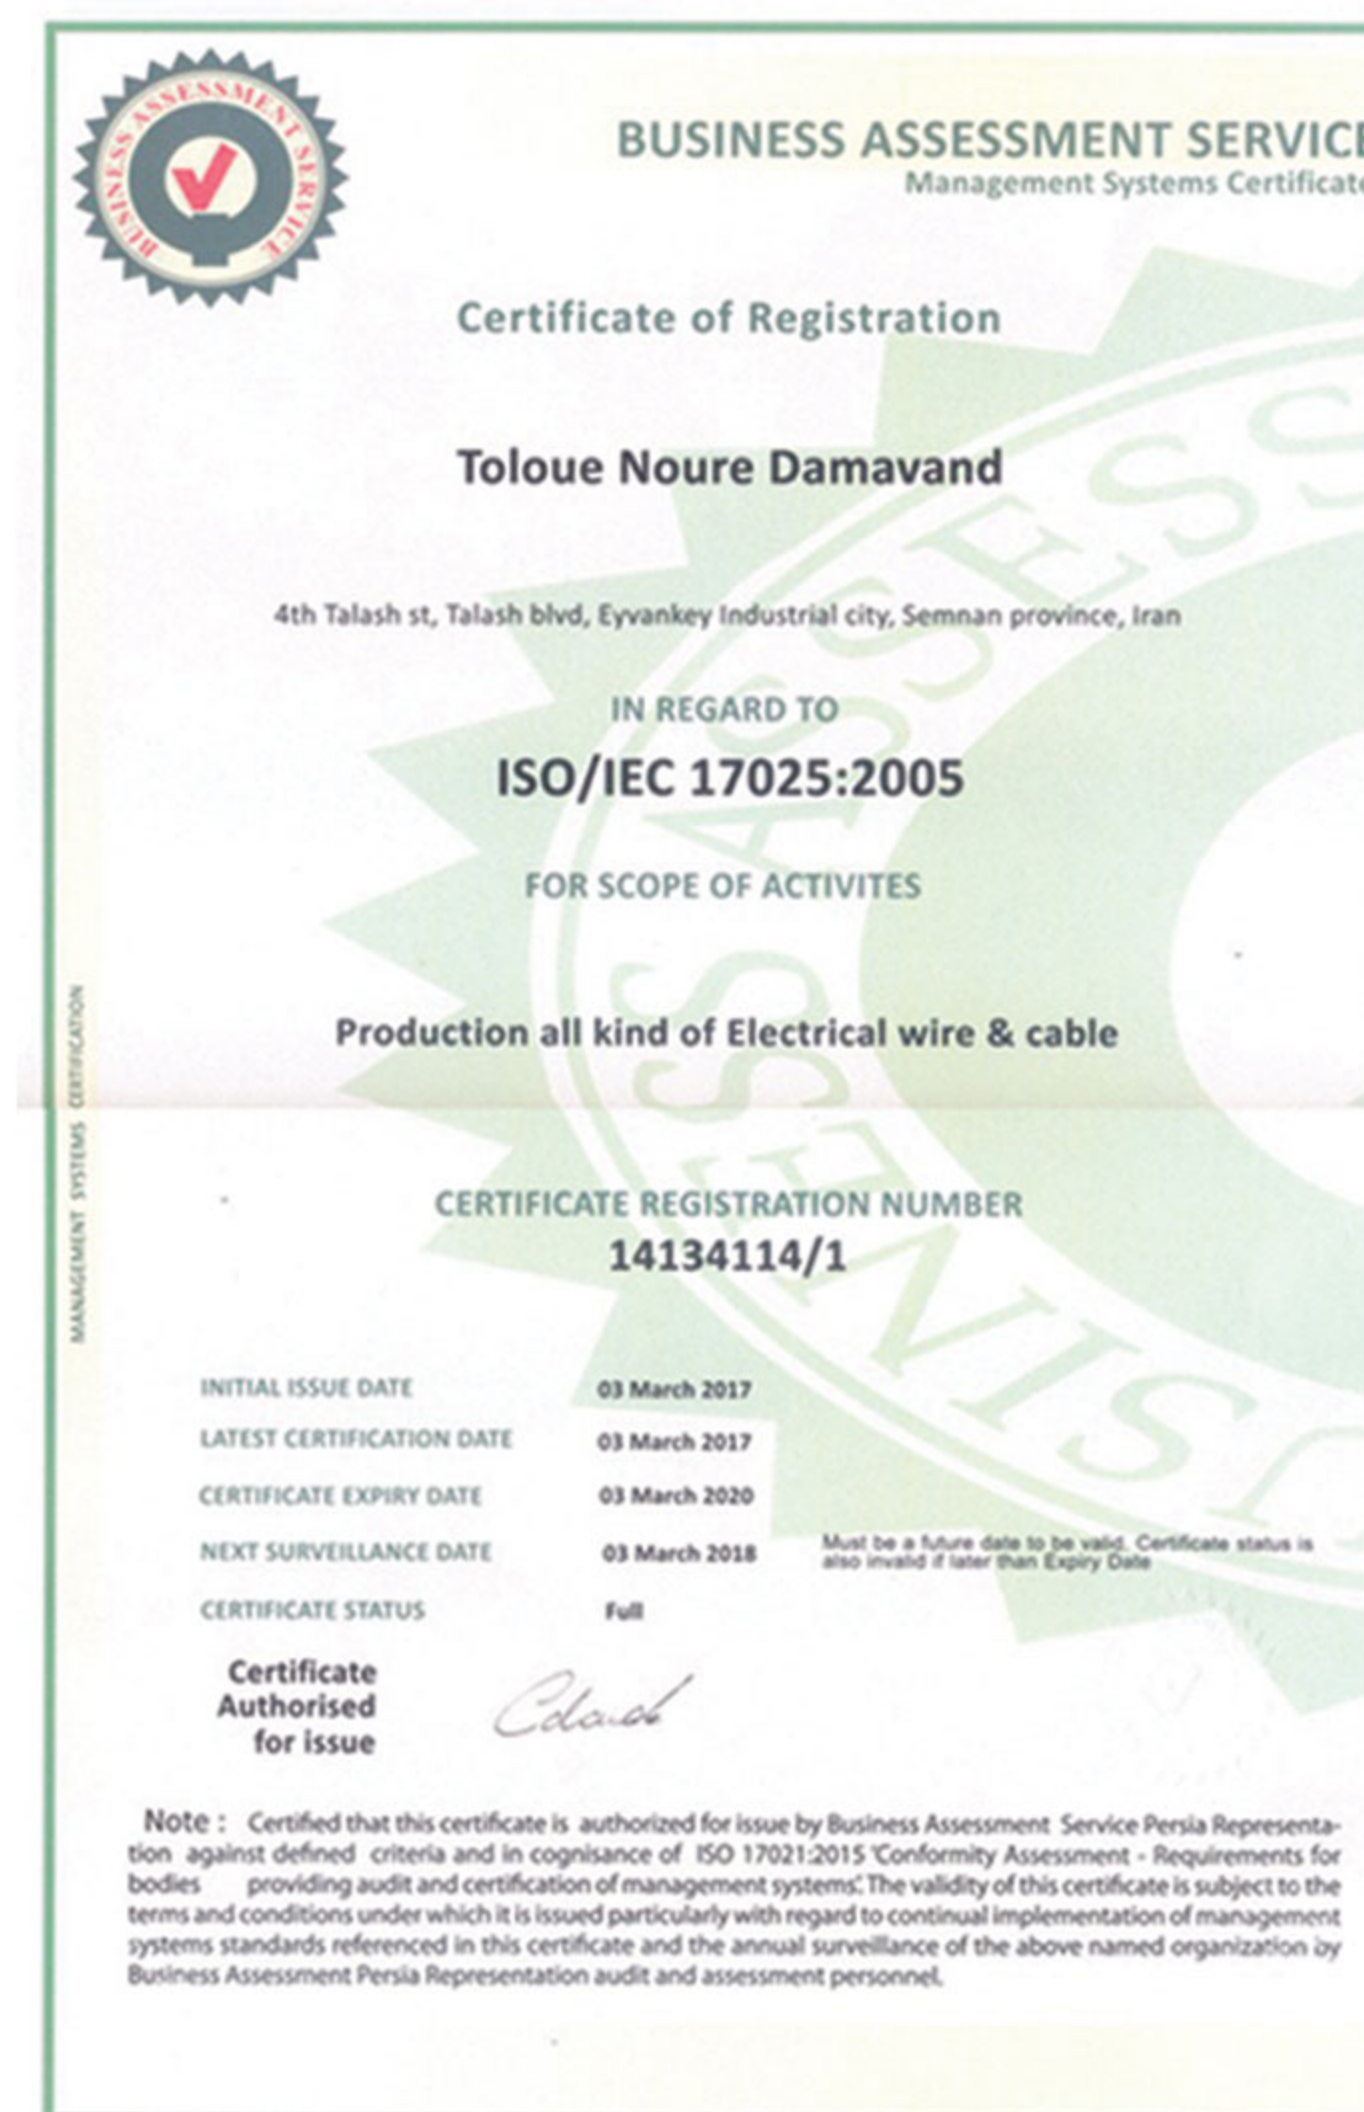 BUSINESS ASSESSMENT SERVICE
BUSINESS ASSESSMENT SERVICE
Management Systems Certificate
Certificate of Registration
Toloue Noure Damavand
4th Talash st, Talash blvd, Eyvankey Industrial city, Semnan province, Iran
IN REGARD TO
ISO/IEC 17025:2005
FOR SCOPE OF ACTIVITES
Production all kind of Electrical wire & cable
MANAGEMENT SYSTEMS CERTIFICATION
CERTIFICATE REGISTRATION NUMBER
14134114/1
INITIAL ISSUE DATE 03 March 2017
LATEST CERTIFICATION DATE 03 March 2017
CERTIFICATE EXPIRY DATE 03 March 2020
NEXT SURVEILLANCE DATE 03 March 2018 Must be a future date to be valid. Certificate status is
also invalid if later than Expiry Date
CERTIFICATE STATUS Full
Certificate
Authorised
for issue
Note : Certified that this certificate is authorized for issue by Business Assessment Service Persia Representa-
tion against defined criteria and in cognisance of ISO 17021:2015 'Conformity Assessment - Requirements for
bodies providing audit and certification of management systems'. The validity of this certificate is subject to the
terms and conditions under which it is issued particularly with regard to continual implementation of management
systems standards referenced in this certificate and the annual surveillance of the above named organization by
Business Assessment Persia Representation audit and assessment personnel.